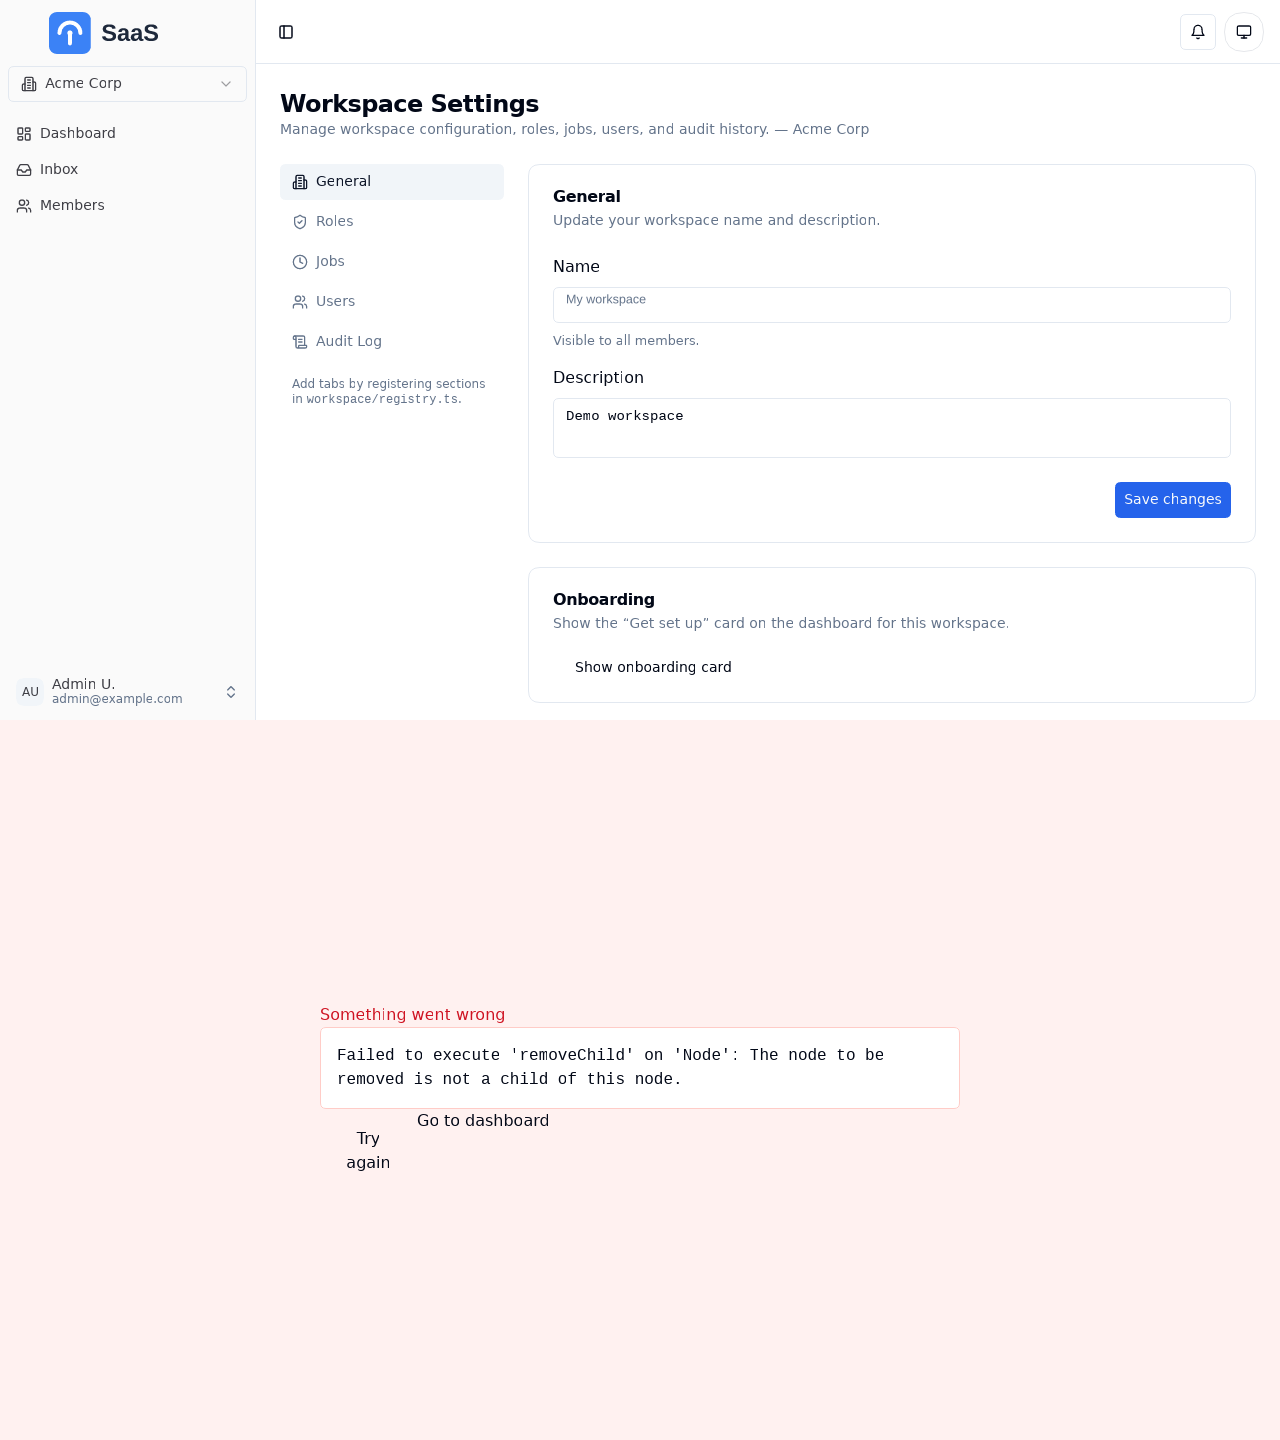 SaaS
Acme Corp
Dashboard
Inbox
Members
AU
Admin U.
admin@example.com
Workspace Settings
Manage workspace configuration, roles, jobs, users, and audit history. — Acme Corp
General
Roles
Jobs
Users
Audit Log
Add tabs by registering sections
in workspace/registry.ts.
General
Update your workspace name and description.
Name
My workspace
Visible to all members.
Description
Demo workspace
Save changes
Onboarding
Show the “Get set up” card on the dashboard for this workspace.
Show onboarding card
Something went wrong
Failed to execute 'removeChild' on 'Node': The node to be
removed is not a child of this node.
Go to dashboard
Try
again